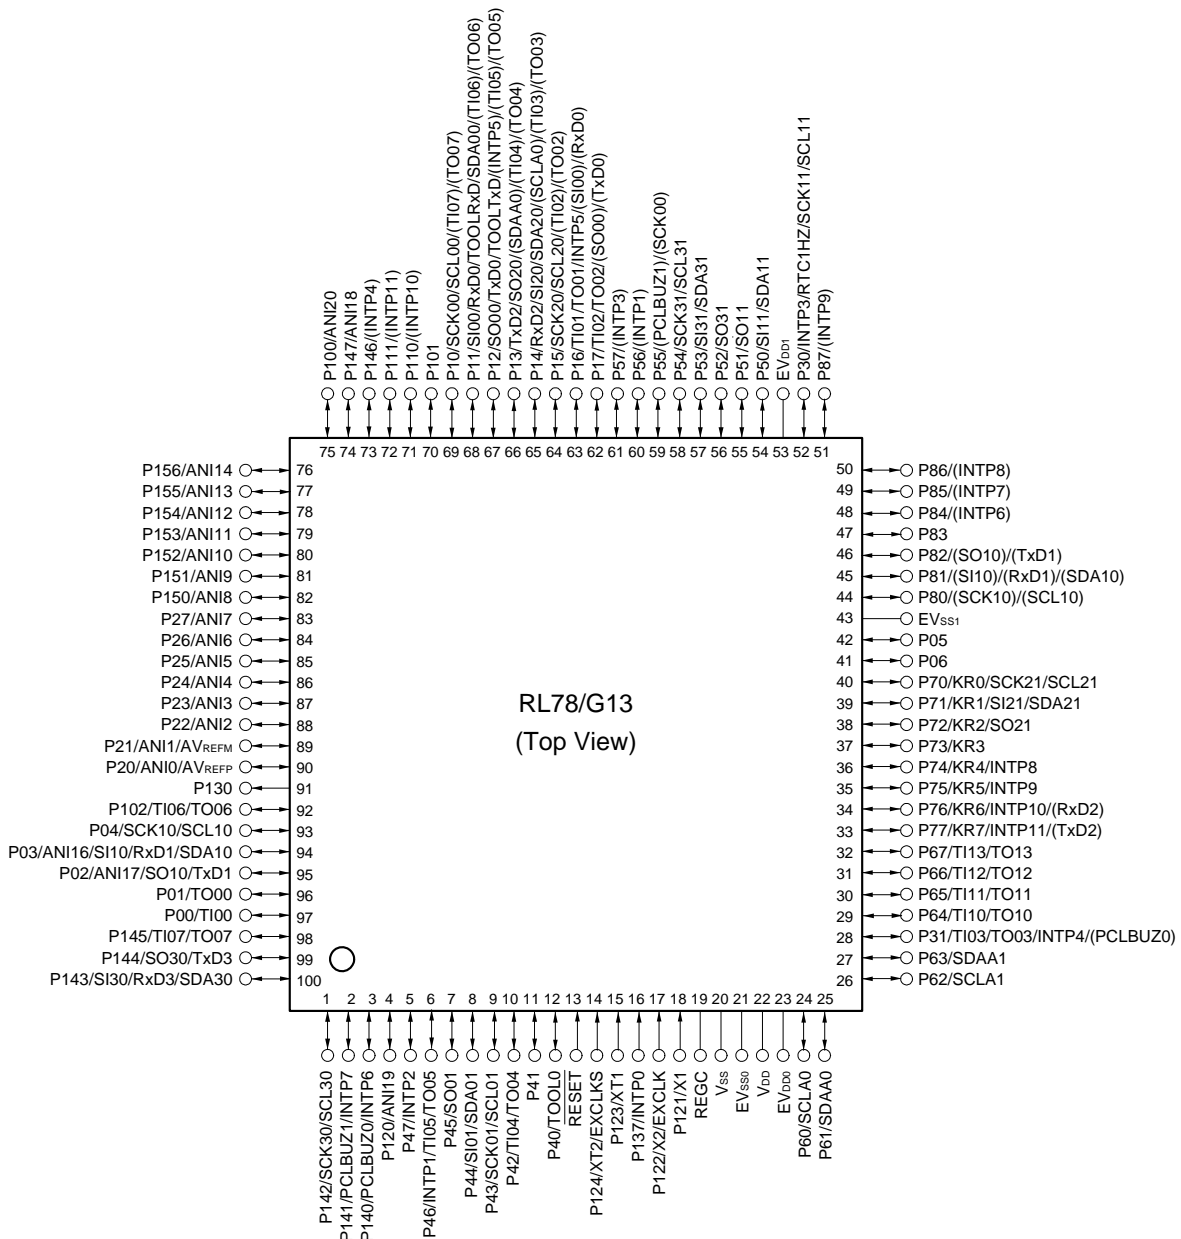 P100/ANI20
P147/ANI18
P146/(INTP4)
P111/(INTP11)
P110/(INTP10)
P101
P10/SCK00/SCL00/(TI07)/(TO07)
P11/SI00/RxD0/TOOLRxD/SDA00/(TI06)/(TO06)
P12/SO00/TxD0/TOOLTxD/(INTP5)/(TI05)/(TO05)
P13/TxD2/SO20/(SDAA0)/(TI04)/(TO04)
P14/RxD2/SI20/SDA20/(SCLA0)/(TI03)/(TO03)
P15/SCK20/SCL20/(TI02)/(TO02)
P16/TI01/TO01/INTP5/(SI00)/(RxD0)
P17/TI02/TO02/(SO00)/(TxD0)
P57/(INTP3)
P56/(INTP1)
P55/(PCLBUZ1)/(SCK00)
P54/SCK31/SCL31
P53/SI31/SDA31
P52/SO31
P51/SO11
P50/SI11/SDA11
EVDD1
P30/INTP3/RTC1HZ/SCK11/SCL11
P87/(INTP9)
75 74 73 72 71 70 69 68 67 66 65 64 63 62 61 60 59 58 57 56 55 54 53 52 51
P156/ANI14 76
P155/ANI13 77
P154/ANI12 78
P153/ANI11 79
P152/ANI10 80
P151/ANI9 81
P150/ANI8 82
P27/ANI7 83
P26/ANI6 84
P25/ANI5 85
P24/ANI4 86
P23/ANI3 87
P22/ANI2 88
P21/ANI1/AVREFM 89
P20/ANI0/AVREFP 90
P130 91
P102/TI06/TO06 92
P04/SCK10/SCL10 93
P03/ANI16/SI10/RxD1/SDA10 94
P02/ANI17/SO10/TxD1 95
P01/TO00 96
P00/TI00 97
P145/TI07/TO07 98
P144/SO30/TxD3 99
P143/SI30/RxD3/SDA30 100
RL78/G13
(Top View)
50 P86/(INTP8)
49 P85/(INTP7)
48 P84/(INTP6)
47 P83
46 P82/(SO10)/(TxD1)
45 P81/(SI10)/(RxD1)/(SDA10)
44 P80/(SCK10)/(SCL10)
43 EVSS1
42 P05
41 P06
40 P70/KR0/SCK21/SCL21
39 P71/KR1/SI21/SDA21
38 P72/KR2/SO21
37 P73/KR3
36 P74/KR4/INTP8
35 P75/KR5/INTP9
34 P76/KR6/INTP10/(RxD2)
33 P77/KR7/INTP11/(TxD2)
32 P67/TI13/TO13
31 P66/TI12/TO12
30 P65/TI11/TO11
29 P64/TI10/TO10
28 P31/TI03/TO03/INTP4/(PCLBUZ0)
27 P63/SDAA1
26 P62/SCLA1
1 2 3 4 5 6 7 8 9 10 11 12 13 14 15 16 17 18 19 20 21 22 23 24 25
P142/SCK30/SCL30
P141/PCLBUZ1/INTP7
P140/PCLBUZ0/INTP6
P120/ANI19
P47/INTP2
P46/INTP1/TI05/TO05
P45/SO01
P44/SI01/SDA01
P43/SCK01/SCL01
P42/TI04/TO04
P41
P40/TOOL0
RESET
P124/XT2/EXCLKS
P123/XT1
P137/INTP0
P122/X2/EXCLK
P121/X1
REGC
VSS
EVSS0
VDD
EVDD0
P60/SCLA0
P61/SDAA0